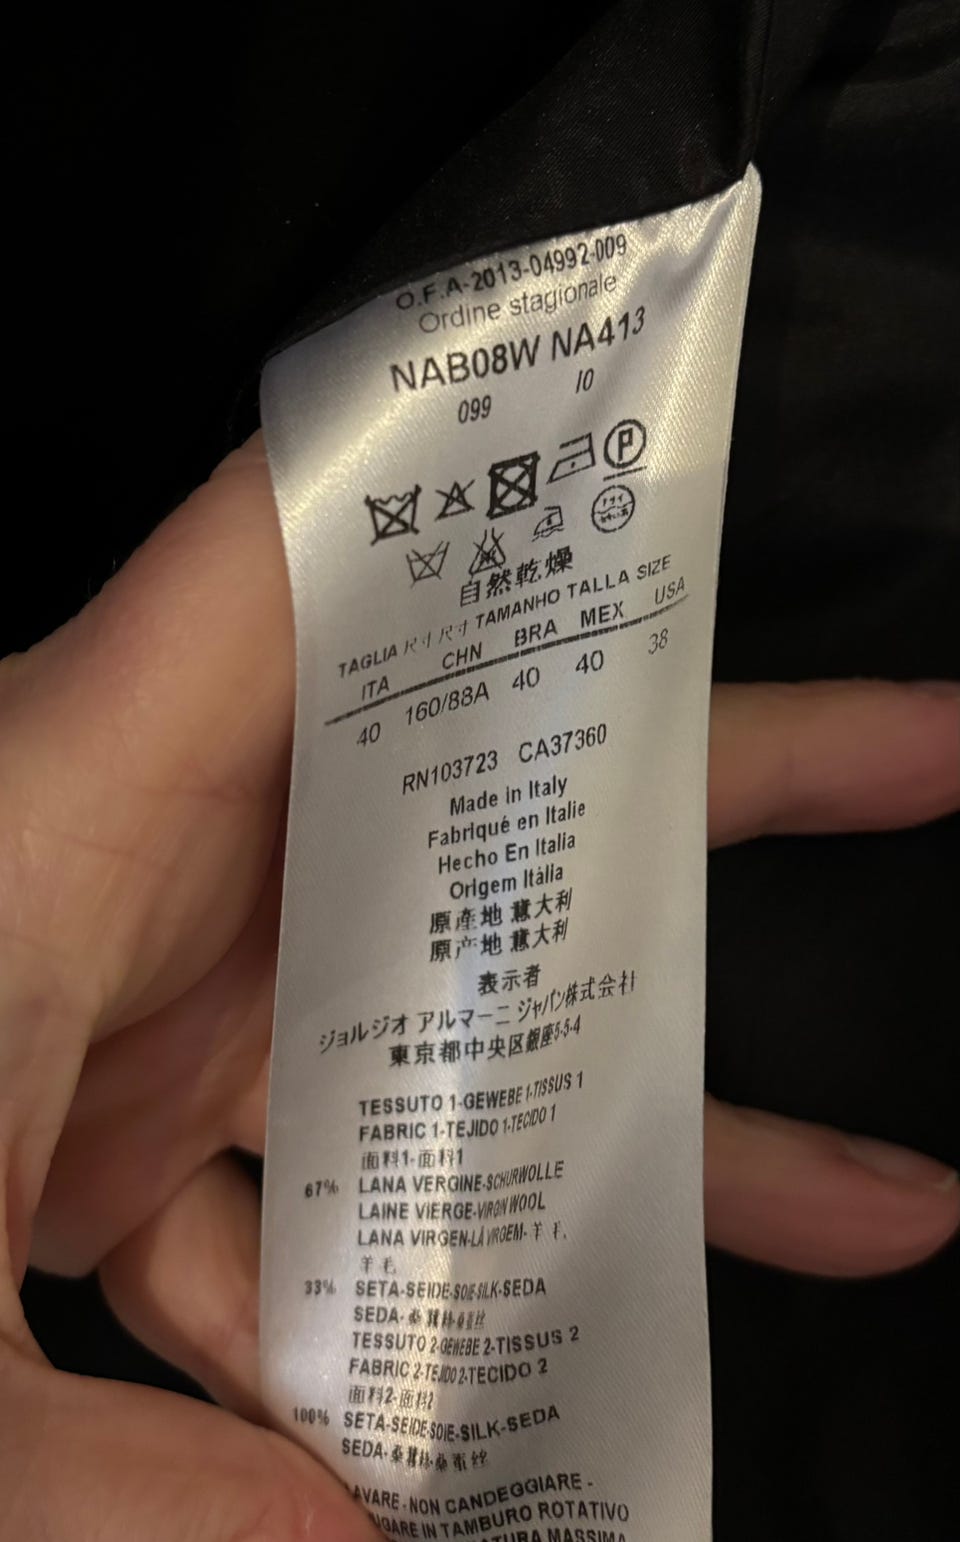 O.F.A-2013-04992-009
Ordine stagionale
NAB08W NA413
099 IO
P
自然乾燥
TAGLIA 尺寸 尺寸 TAMANHO TALLA SIZE
ITA CHN BRA MEX USA
40 160/88A 40 40 38
RN103723 CA37360
Made in Italy
Fabriqué en Italie
Hecho En Italia
Origem Itália
原產地 意大利
原产地 意大利
表示者
ジョルジオ アルマーニ ジャパン株式会社
東京都中央区銀座5-5-4
TESSUTO 1-GEWEBE 1-TISSUS 1
FABRIC 1-TEJIDO 1-TECIDO 1
面料1-面料1
67% LANA VERGINE-SCHURWOLLE
LAINE VIERGE-VIRGIN WOOL
LANA VIRGEN-LÃ VIRGEM-羊毛,
羊毛
33% SETA-SEIDE-SOIE-SILK-SEDA
SEDA-桑蠶絲-桑蚕丝
TESSUTO 2-GEWEBE 2-TISSUS 2
FABRIC 2-TEJIDO 2-TECIDO 2
面料2-面料2
100% SETA-SEIDE-SOIE-SILK-SEDA
SEDA-桑蠶絲-桑蚕丝
LAVARE-NON CANDEGGIARE -
UGARE IN TAMBURO ROTATIVO
TURA MASSIMA